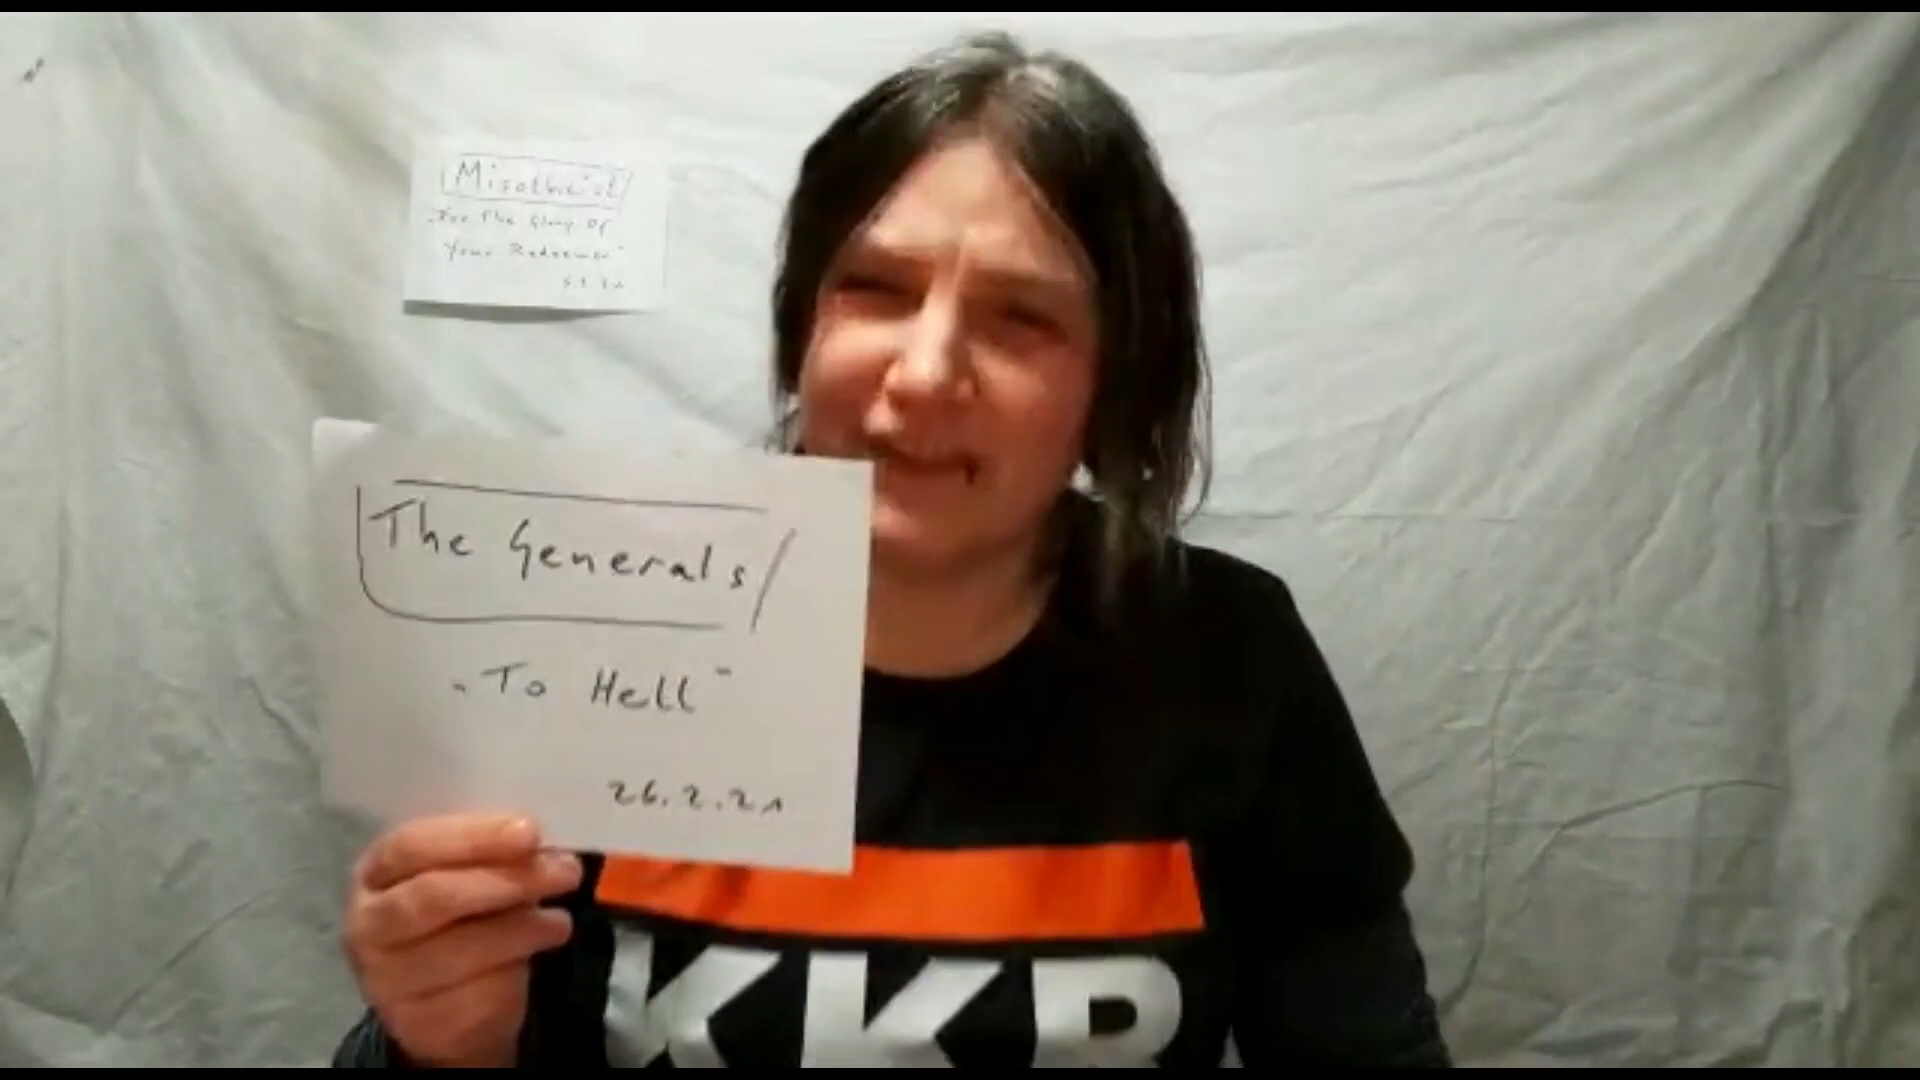 Misotheist
„For The Glory Of
Your Redeemer"
The Generals
„To Hell"
26.2.21
KKR